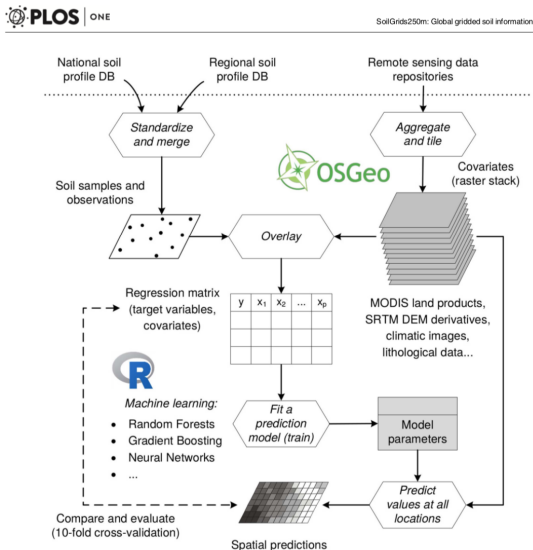 PLOS | ONE
SoilGrids250m: Global gridded soil information
National soil
profile DB
Regional soil
profile DB
Remote sensing data
repositories
Standardize
and merge
Aggregate
and tile
OSGeo
Covariates
(raster stack)
Soil samples and
observations
Overlay
Regression matrix
(target variables,
covariates)
y x1 x2 ... xp
MODIS land products,
SRTM DEM derivatives,
climatic images,
lithological data...
R
Machine learning:
• Random Forests
• Gradient Boosting
• Neural Networks
• ...
Fit a
prediction
model (train)
Model
parameters
Predict
values at all
locations
Compare and evaluate
(10-fold cross-validation)
Spatial predictions